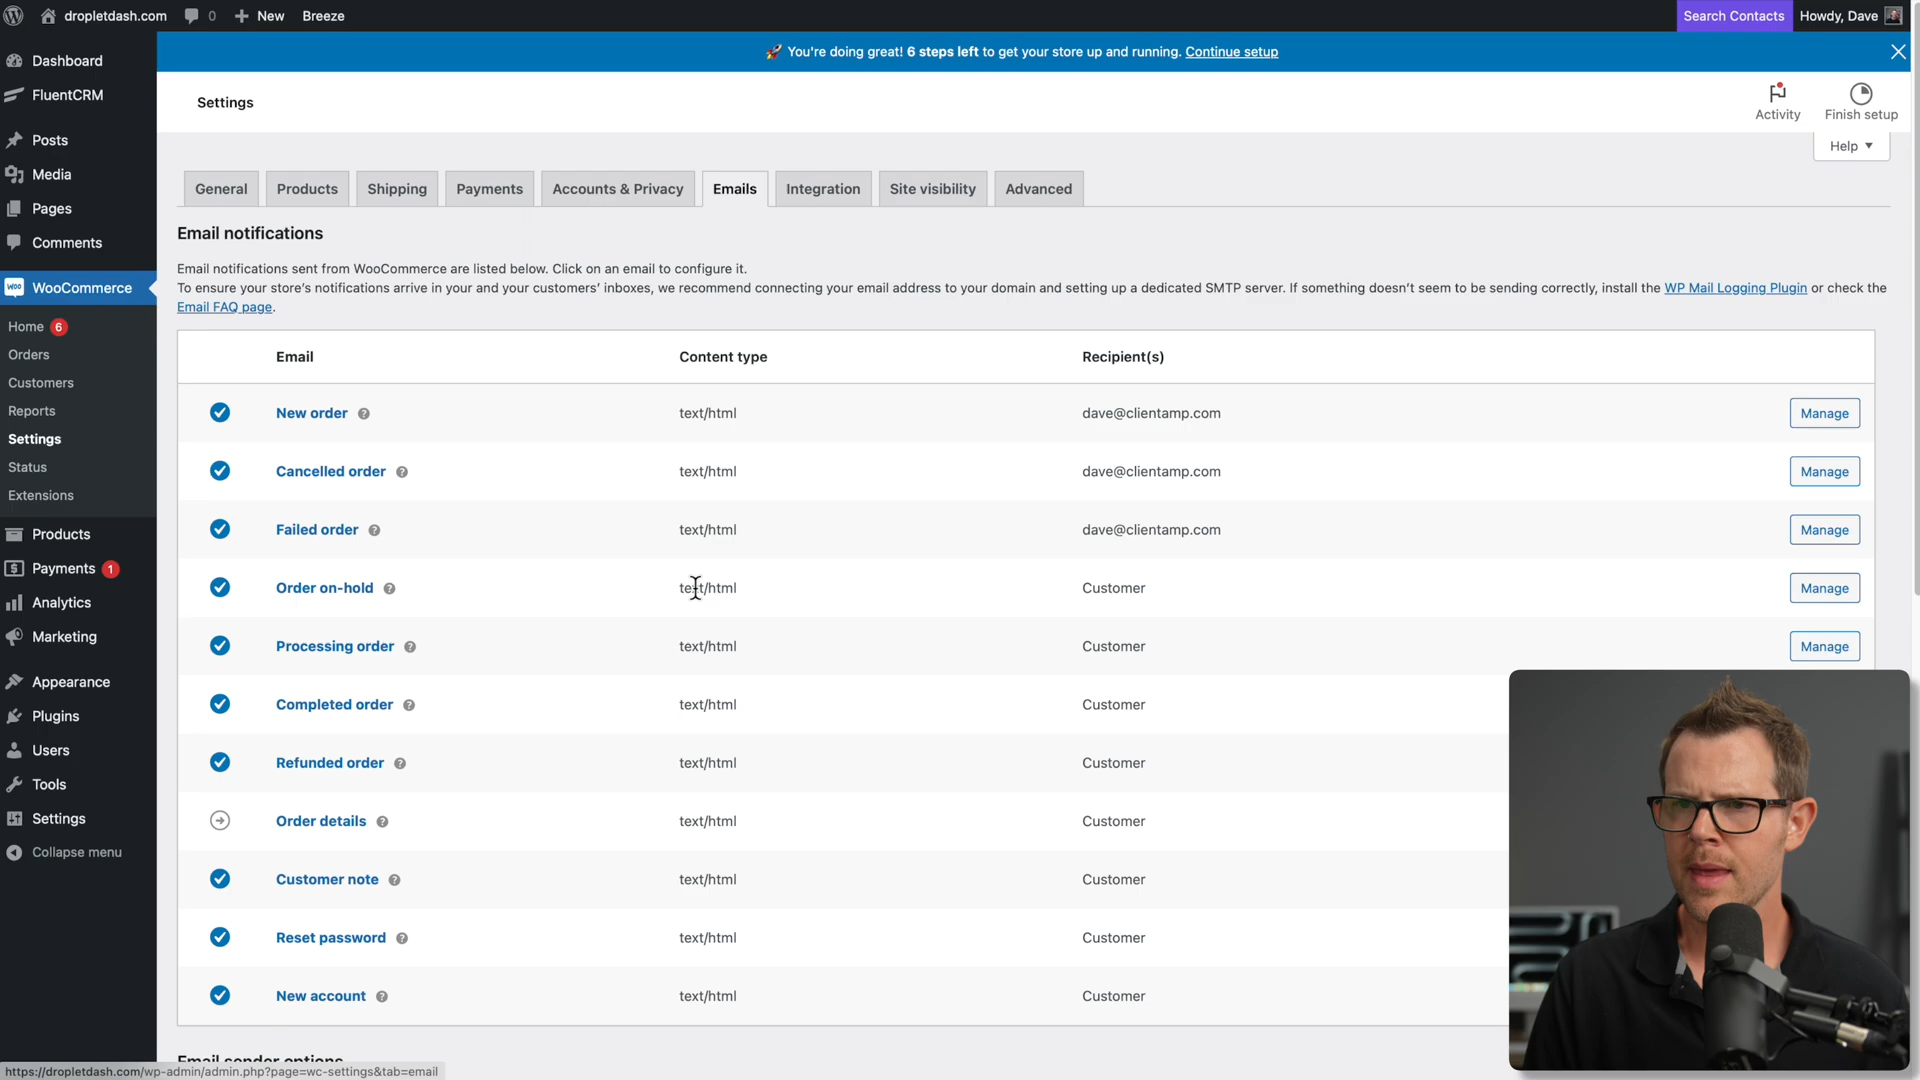 dropletdash.com 0 New Breeze Search Contacts Howdy, Dave
You're doing great! 6 steps left to get your store up and running. Continue setup
Dashboard
FluentCRM
Posts
Media
Pages
Comments
WooCommerce
Home 6
Orders
Customers
Reports
Settings
Status
Extensions
Products
Payments 1
Analytics
Marketing
Appearance
Plugins
Users
Tools
Settings
Collapse menu
Settings
Activity
Finish setup
Help
General Products Shipping Payments Accounts & Privacy Emails Integration Site visibility Advanced
Email notifications
Email notifications sent from WooCommerce are listed below. Click on an email to configure it.
To ensure your store's notifications arrive in your and your customers' inboxes, we recommend connecting your email address to your domain and setting up a dedicated SMTP server. If something doesn't seem to be sending correctly, install the WP Mail Logging Plugin or check the
Email FAQ page.
Email Content type Recipient(s)
New order text/html dave@clientamp.com Manage
Cancelled order text/html dave@clientamp.com Manage
Failed order text/html dave@clientamp.com Manage
Order on-hold text/html Customer Manage
Processing order text/html Customer Manage
Completed order text/html Customer
Refunded order text/html Customer
Order details text/html Customer
Customer note text/html Customer
Reset password text/html Customer
New account text/html Customer
Email sender options
https://dropletdash.com/wp-admin/admin.php?page=wc-settings&tab=email